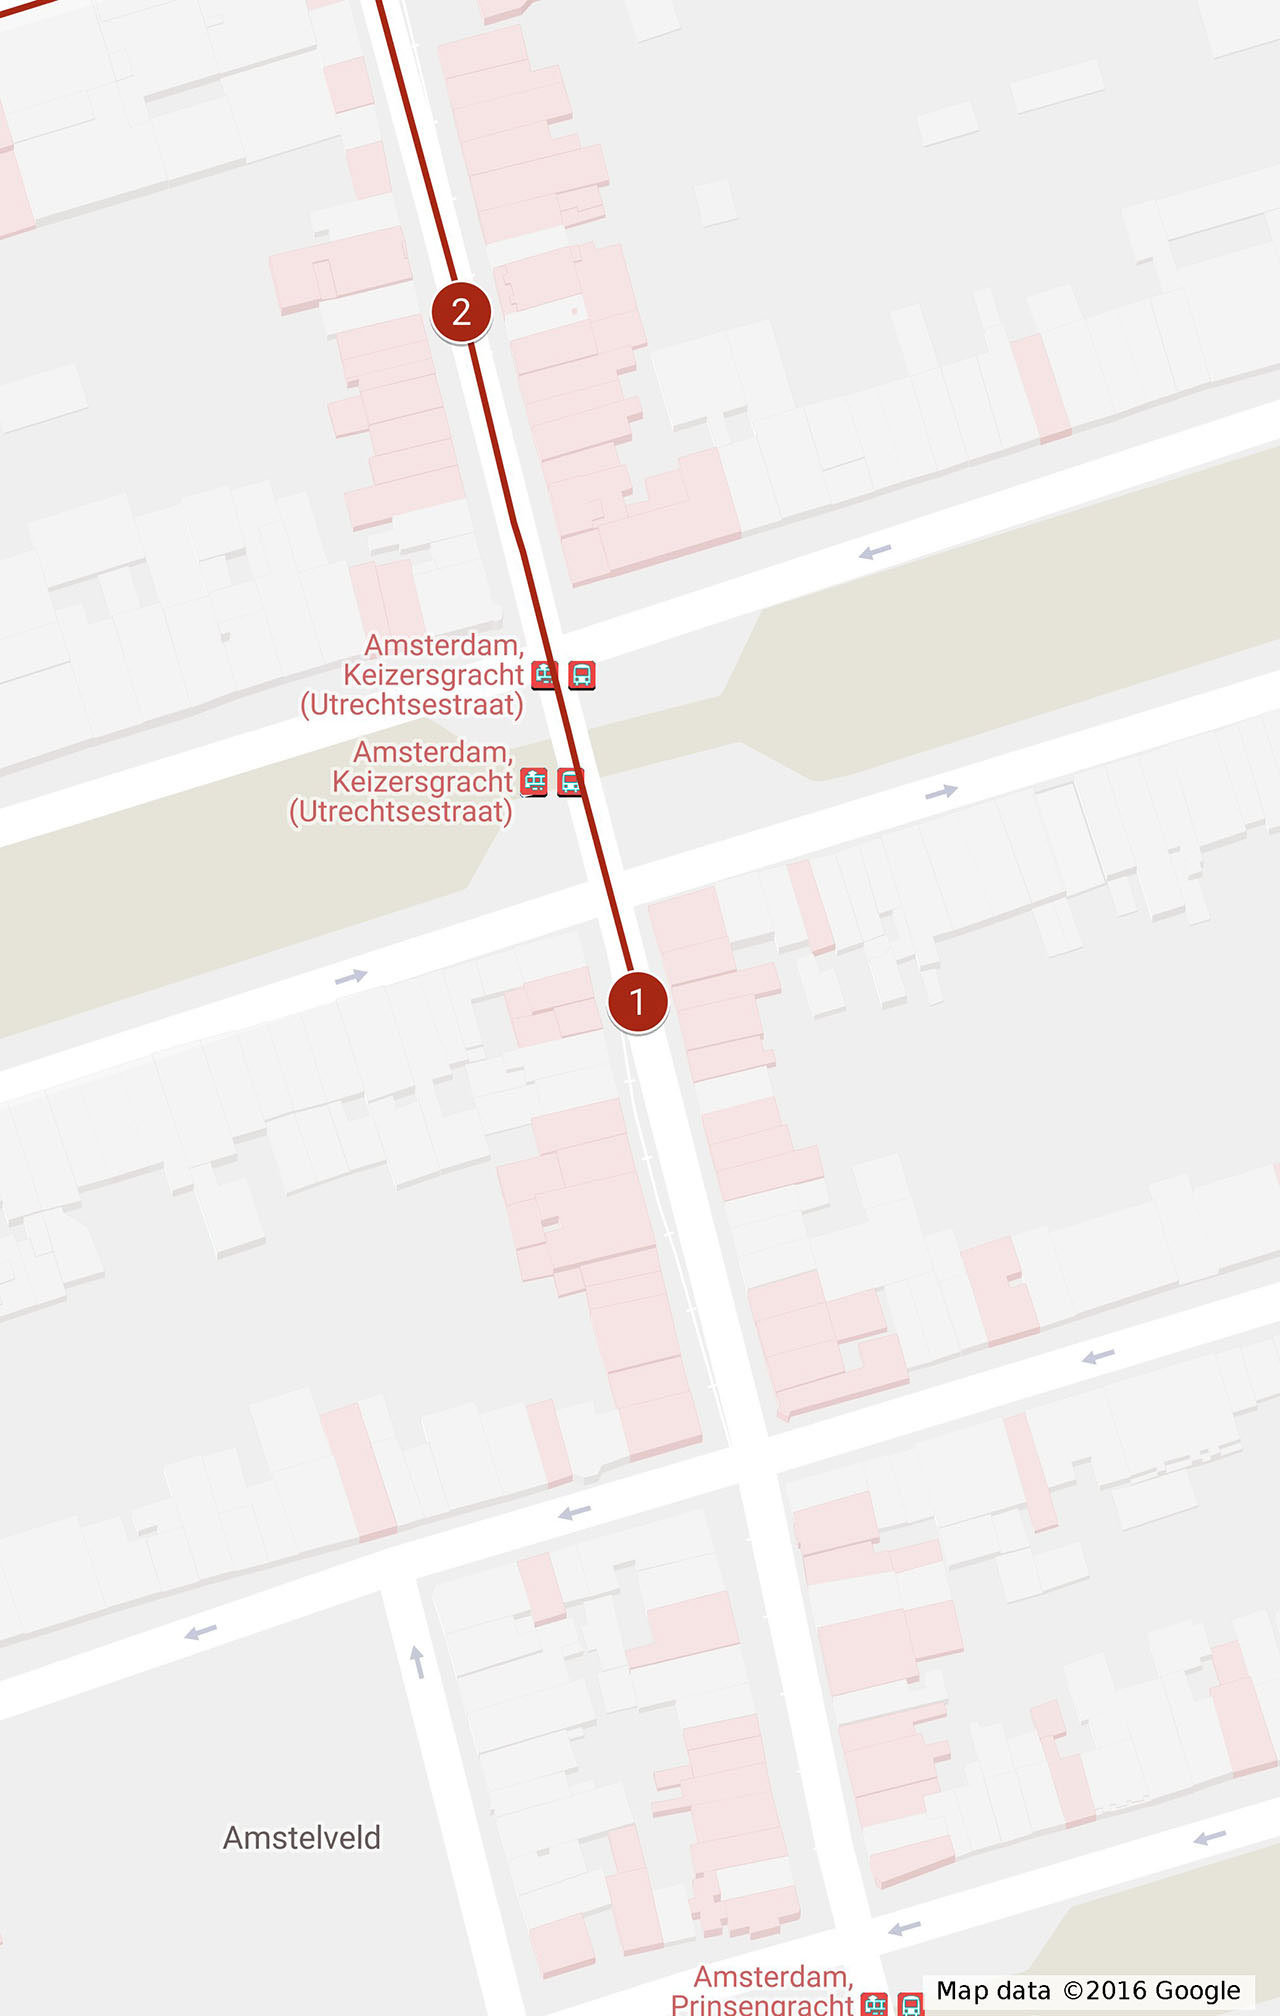 2
Amsterdam,
Keizersgracht
(Utrechtsestraat)
Amsterdam,
Keizersgracht
(Utrechtsestraat)
1
Amstelveld
Amsterdam,
Prinsengracht
Map data ©2016 Google